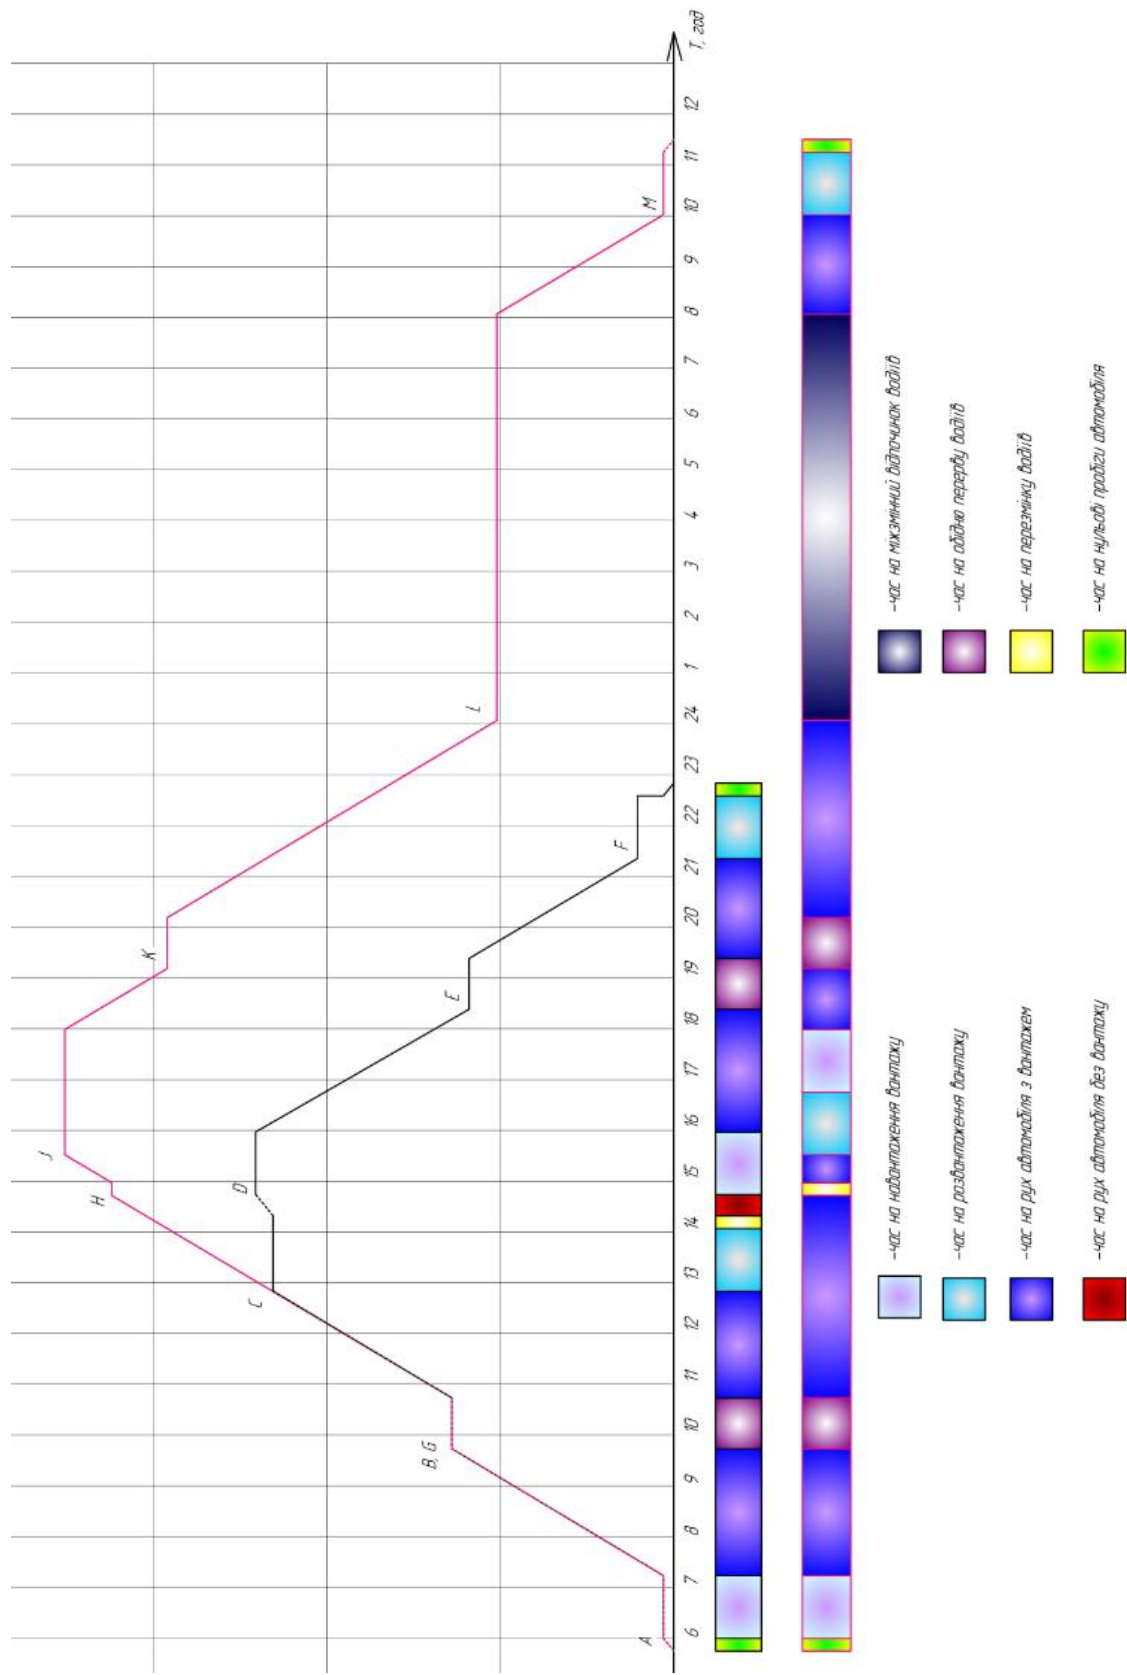 T, год
6 7 8 9 10 11 12 13 14 15 16 17 18 19 20 21 22 23 24 1 2 3 4 5 6 7 8 9 10 11 12
A
B, G
C
H
D
J
E
K
F
L
M
-час на навантаження вантажу
-час на розвантаження вантажу
-час на рух автомобіля з вантажем
-час на рух автомобіля без вантажу
-час на міжзмінний відпочинок водіїв
-час на обідню перерву водіїв
-час на перезмінку водіїв
-час на нульові пробіги автомобіля